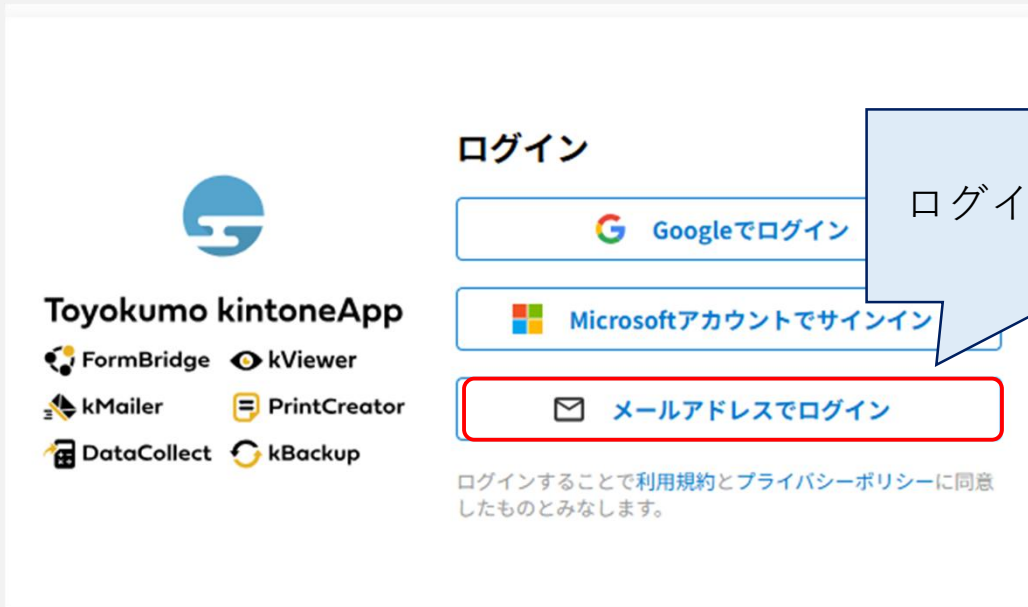 ログイン
Googleでログイン
ログイ
Toyokumo kintoneApp
Microsoftアカウントでサインイン
FormBridge kViewer
kMailer PrintCreator
メールアドレスでログイン
DataCollect kBackup
ログインすることで利用規約とプライバシーポリシーに同意
したものとみなします。